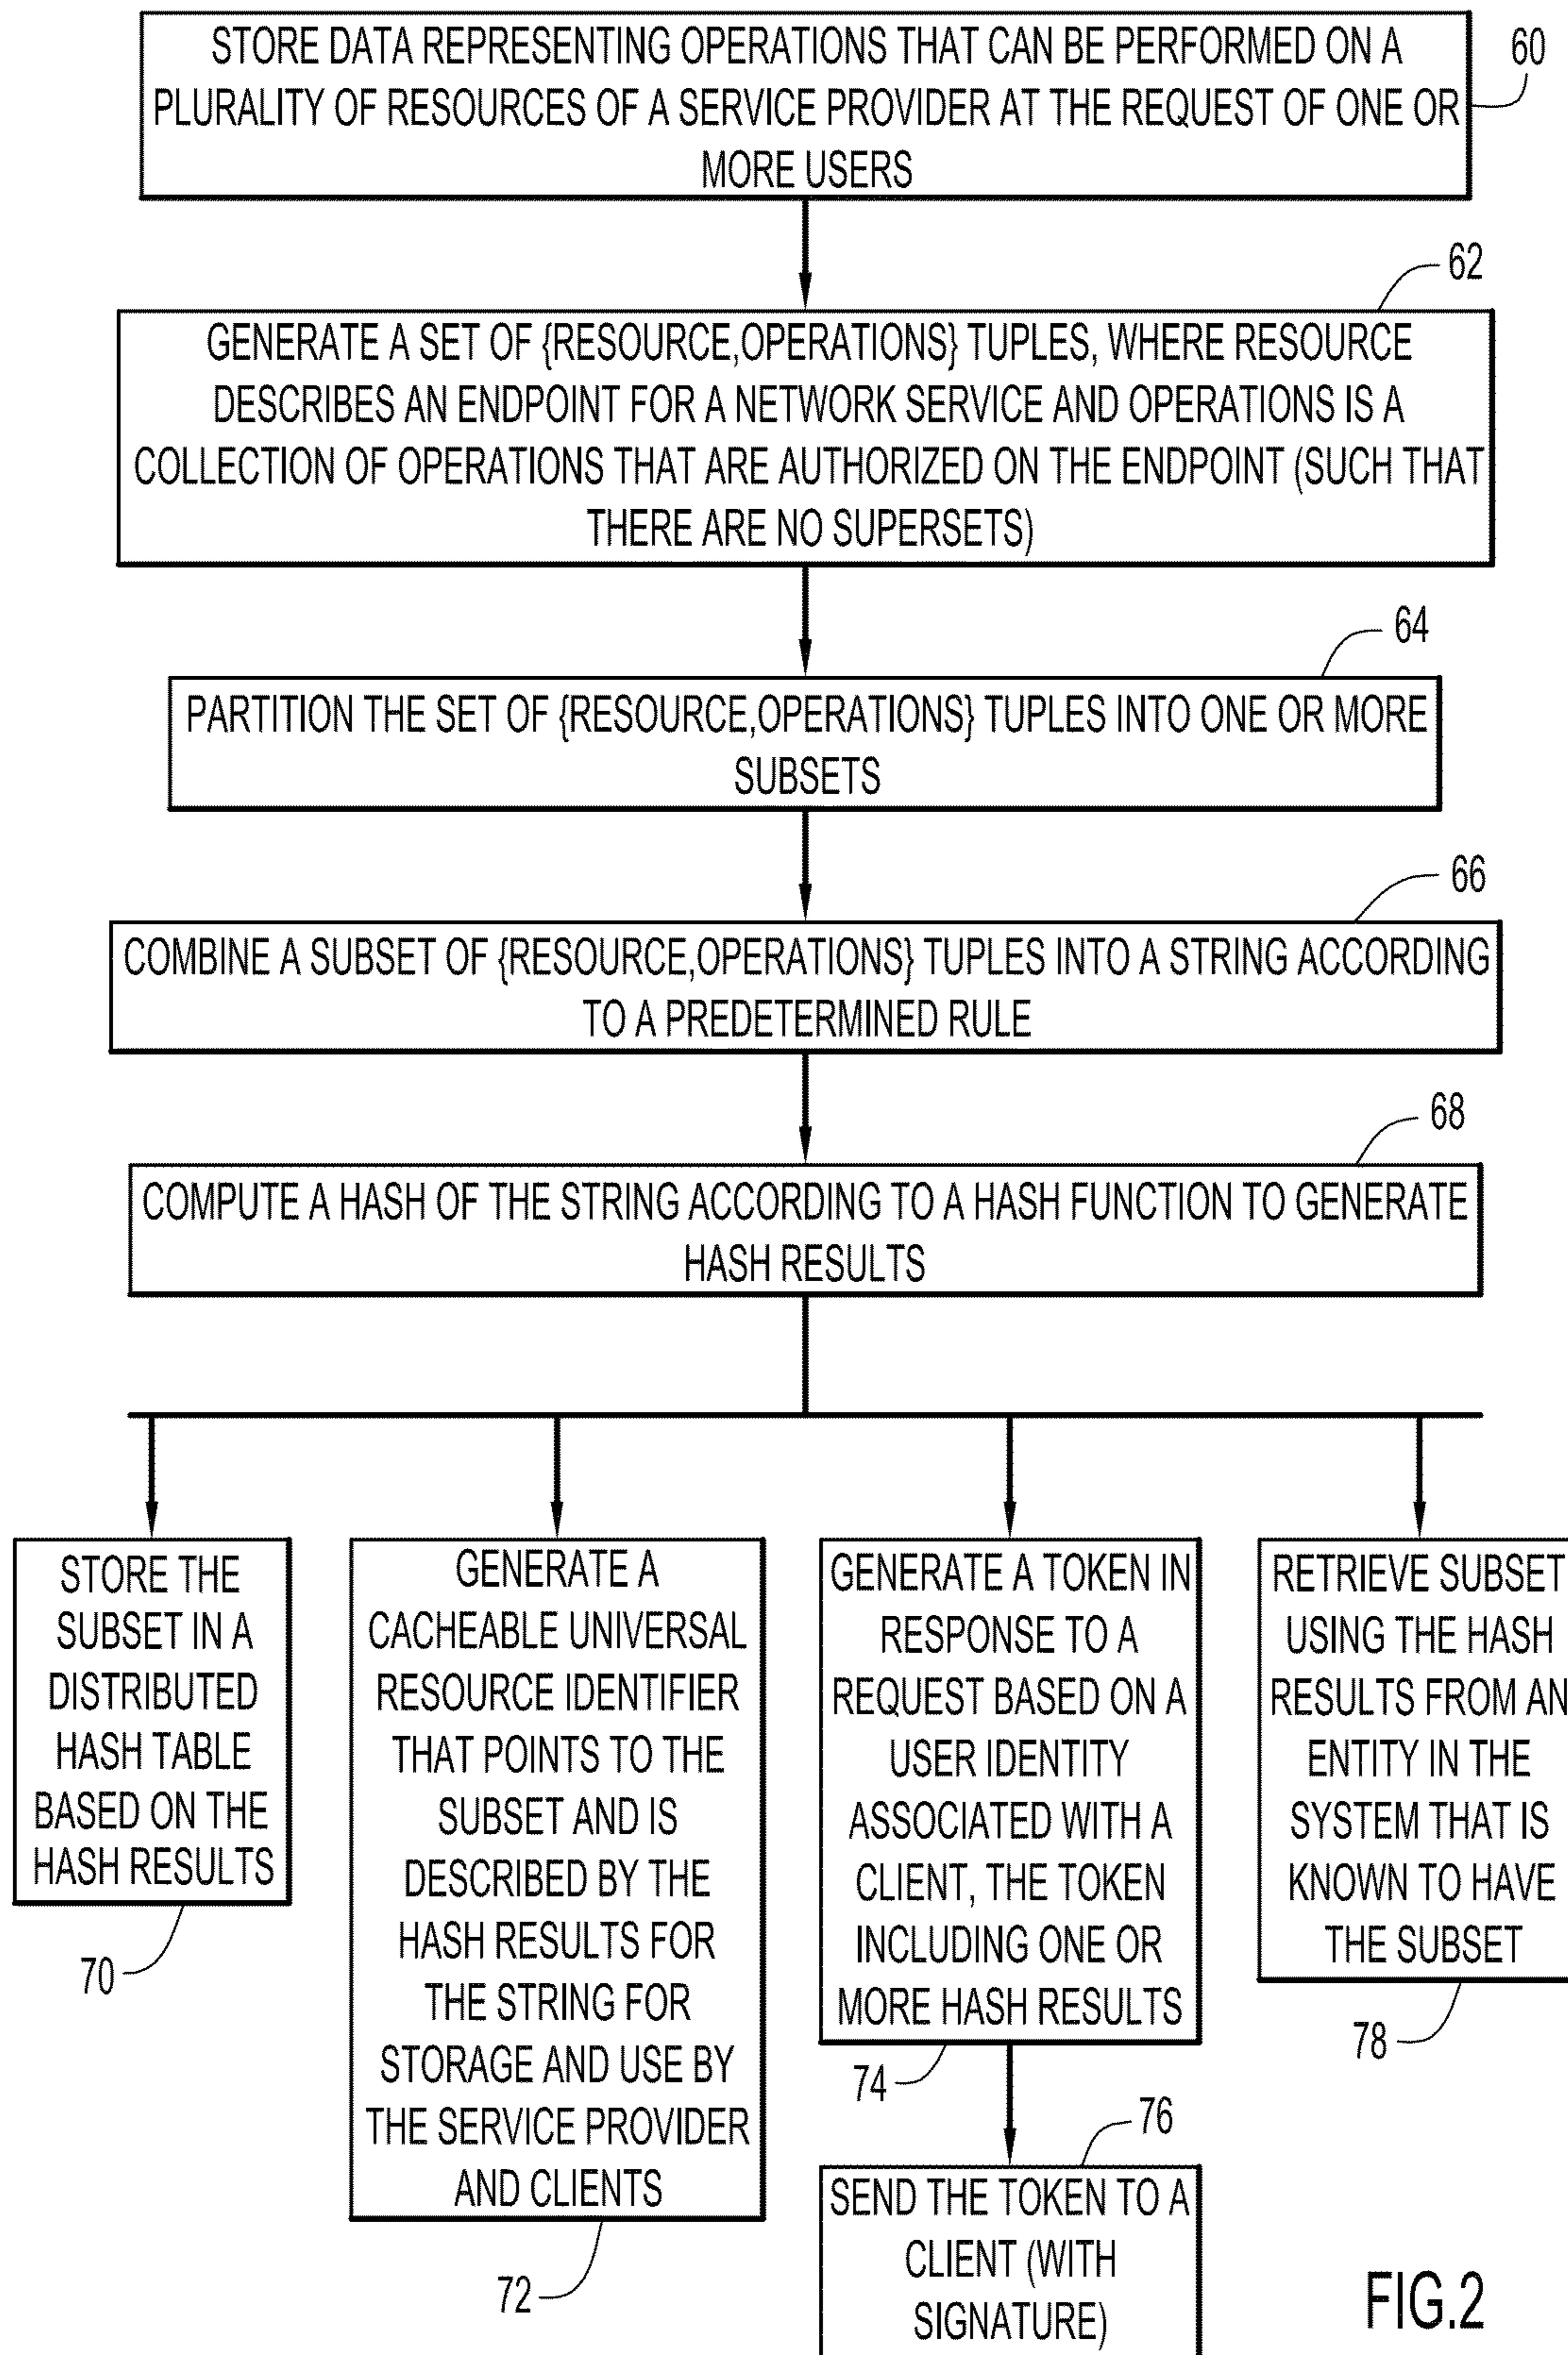 STORE DATA REPRESENTING OPERATIONS THAT CAN BE PERFORMED ON A
PLURALITY OF RESOURCES OF A SERVICE PROVIDER AT THE REQUEST OF ONE OR
MORE USERS
60
62
GENERATE A SET OF {RESOURCE,OPERATIONS} TUPLES, WHERE RESOURCE
DESCRIBES AN ENDPOINT FOR A NETWORK SERVICE AND OPERATIONS IS A
COLLECTION OF OPERATIONS THAT ARE AUTHORIZED ON THE ENDPOINT (SUCH THAT
THERE ARE NO SUPERSETS)
64
PARTITION THE SET OF {RESOURCE,OPERATIONS} TUPLES INTO ONE OR MORE
SUBSETS
66
COMBINE A SUBSET OF {RESOURCE,OPERATIONS} TUPLES INTO A STRING ACCORDING
TO A PREDETERMINED RULE
68
COMPUTE A HASH OF THE STRING ACCORDING TO A HASH FUNCTION TO GENERATE
HASH RESULTS
STORE THE
SUBSET IN A
DISTRIBUTED
HASH TABLE
BASED ON THE
HASH RESULTS
70
GENERATE A
CACHEABLE UNIVERSAL
RESOURCE IDENTIFIER
THAT POINTS TO THE
SUBSET AND IS
DESCRIBED BY THE
HASH RESULTS FOR
THE STRING FOR
STORAGE AND USE BY
THE SERVICE PROVIDER
AND CLIENTS
72
GENERATE A TOKEN IN
RESPONSE TO A
REQUEST BASED ON A
USER IDENTITY
ASSOCIATED WITH A
CLIENT, THE TOKEN
INCLUDING ONE OR
MORE HASH RESULTS
74
76
SEND THE TOKEN TO A
CLIENT (WITH
SIGNATURE)
RETRIEVE SUBSET
USING THE HASH
RESULTS FROM AN
ENTITY IN THE
SYSTEM THAT IS
KNOWN TO HAVE
THE SUBSET
78
FIG.2